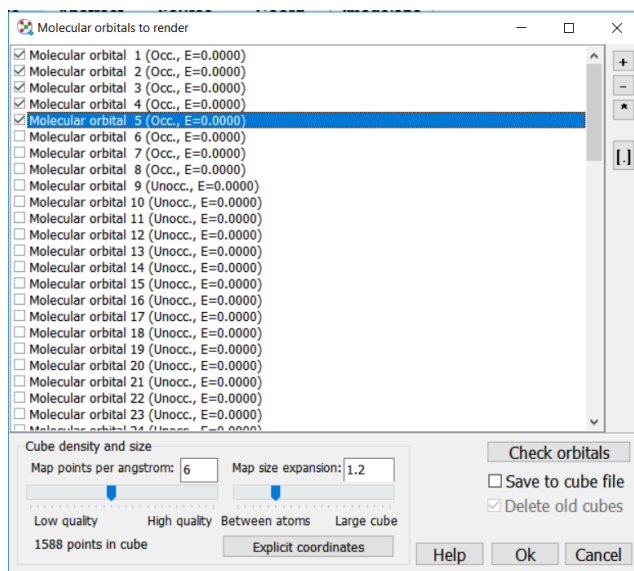 Molecular orbitals to render
Molecular orbital 1 (Occ., E=0.0000)
Molecular orbital 2 (Occ., E=0.0000)
Molecular orbital 3 (Occ., E=0.0000)
Molecular orbital 4 (Occ., E=0.0000)
Molecular orbital 5 (Occ., E=0.0000)
Molecular orbital 6 (Occ., E=0.0000)
Molecular orbital 7 (Occ., E=0.0000)
Molecular orbital 8 (Occ., E=0.0000)
Molecular orbital 9 (Unocc., E=0.0000)
Molecular orbital 10 (Unocc., E=0.0000)
Molecular orbital 11 (Unocc., E=0.0000)
Molecular orbital 12 (Unocc., E=0.0000)
Molecular orbital 13 (Unocc., E=0.0000)
Molecular orbital 14 (Unocc., E=0.0000)
Molecular orbital 15 (Unocc., E=0.0000)
Molecular orbital 16 (Unocc., E=0.0000)
Molecular orbital 17 (Unocc., E=0.0000)
Molecular orbital 18 (Unocc., E=0.0000)
Molecular orbital 19 (Unocc., E=0.0000)
Molecular orbital 20 (Unocc., E=0.0000)
Molecular orbital 21 (Unocc., E=0.0000)
Molecular orbital 22 (Unocc., E=0.0000)
Molecular orbital 23 (Unocc., E=0.0000)
Molecular orbital 24 (Unocc., E=0.0000)
+
-
*
[.]
Cube density and size
Map points per angstrom: 6
Map size expansion: 1.2
Low quality High quality
Between atoms Large cube
1588 points in cube
Explicit coordinates
Check orbitals
Save to cube file
Delete old cubes
Help
Ok
Cancel